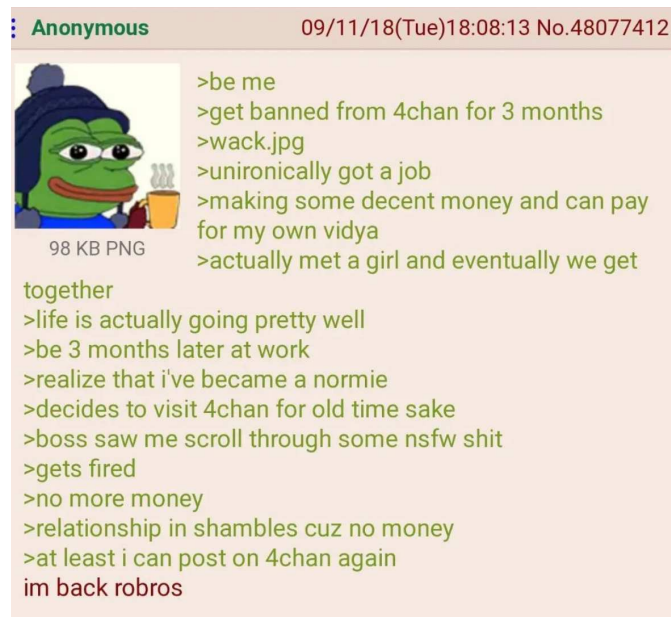 Anonymous 09/11/18(Tue)18:08:13 No.48077412
>be me
>get banned from 4chan for 3 months
>wack.jpg
>unironically got a job
>making some decent money and can pay
for my own vidya
98 KB PNG
>actually met a girl and eventually we get
together
>life is actually going pretty well
>be 3 months later at work
>realize that i've became a normie
>decides to visit 4chan for old time sake
>boss saw me scroll through some nsfw shit
>gets fired
>no more money
>relationship in shambles cuz no money
>at least i can post on 4chan again
im back robros